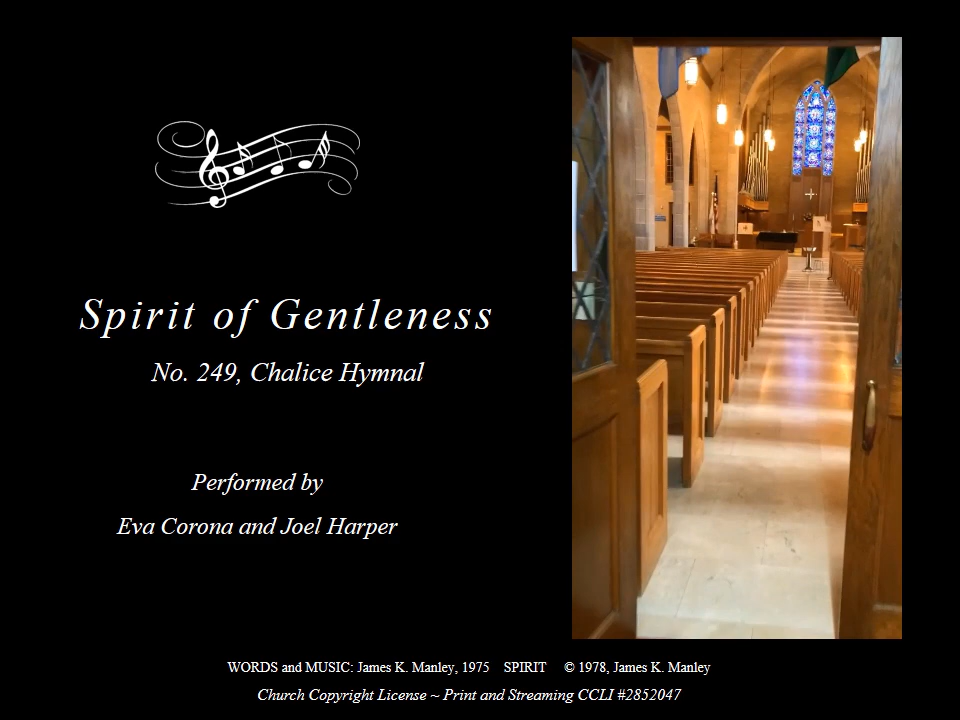 Spirit of Gentleness
No. 249, Chalice Hymnal
Performed by
Eva Corona and Joel Harper
WORDS and MUSIC: James K. Manley, 1975 SPIRIT © 1978, James K. Manley
Church Copyright License ~ Print and Streaming CCLI #2852047